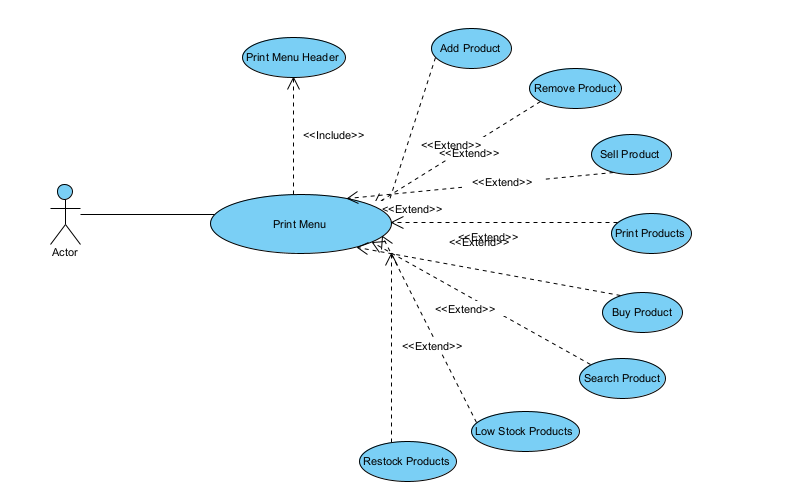 Add Product
Print Menu Header
Remove Product
<<Include>>
<<Extend>>
<<Extend>>
Sell Product
<<Extend>>
<<Extend>>
Print Menu
Print Products
<<Extend>>
<<Extend>>
Actor
<<Extend>>
Buy Product
<<Extend>>
Search Product
Low Stock Products
Restock Products